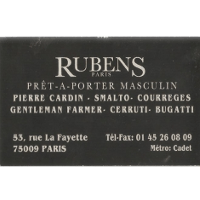 RUBENS
PARIS
PRÊT-A-PORTER MASCULIN
PIERRE CARDIN - SMALTO- COURREGES
GENTLEMAN FARMER- CERRUTI- BUGATTI
53, rue La Fayette
75009 PARIS
Tél-Fax: 01 45 26 08 09
Métro: Cadet